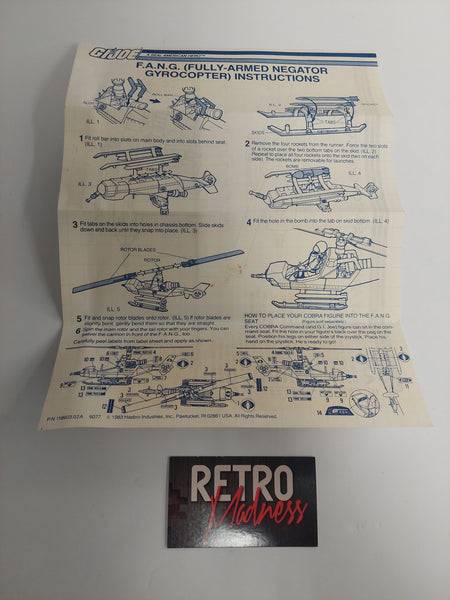 G.I. JOE
A REAL AMERICAN HERO™
F.A.N.G. (FULLY-ARMED NEGATOR
GYROCOPTER) INSTRUCTIONS
ROLL BAR
ILL. 1
1 Fit roll bar into slots on main body and into slots behind seat.
(ILL. 1)
ILL. 2
TABS
SKIDS
2 Remove the four rockets from the runner. Force the two slots
of a rocket over the two bottom tabs on the skid (ILL. 2)
Repeat to place all four rockets onto the skid (two on each
side). The rockets are removable for launches.
ILL. 3
TABS
3 Fit tabs on the skids into holes in chassis bottom. Slide skids
down and back until they snap into place. (ILL. 3)
BOMB
ILL. 4
4 Fit the hole in the bomb into the tab on skid bottom. (ILL. 4)
ROTOR BLADES
ROTOR
ILL. 5
5 Fit and snap rotor blades onto rotor. (ILL. 5) If rotor blades are
slightly bent, gently bend them so that they are straight.
6 Spin the main rotor and the tail rotor with your fingers. You can
swivel the cannon in front of the F.A.N.G., too.
Carefully peel labels from label sheet and apply as shown.
HOW TO PLACE YOUR COBRA FIGURE INTO THE F.A.N.G.
SEAT
(Figure sold separately)
Every COBRA Command (and G.I. Joe) figure can sit in the com-
mand seat. Fit the hole in your figure's back over the peg on the
seat. Position his legs on either side of the joystick. Place his
hand on the joystick. He's ready to go!
14
6077 © 1983 Hasbro Industries, Inc., Pawtucket, RI 02861 USA. All Rights Reserved.
RETRO
Madness